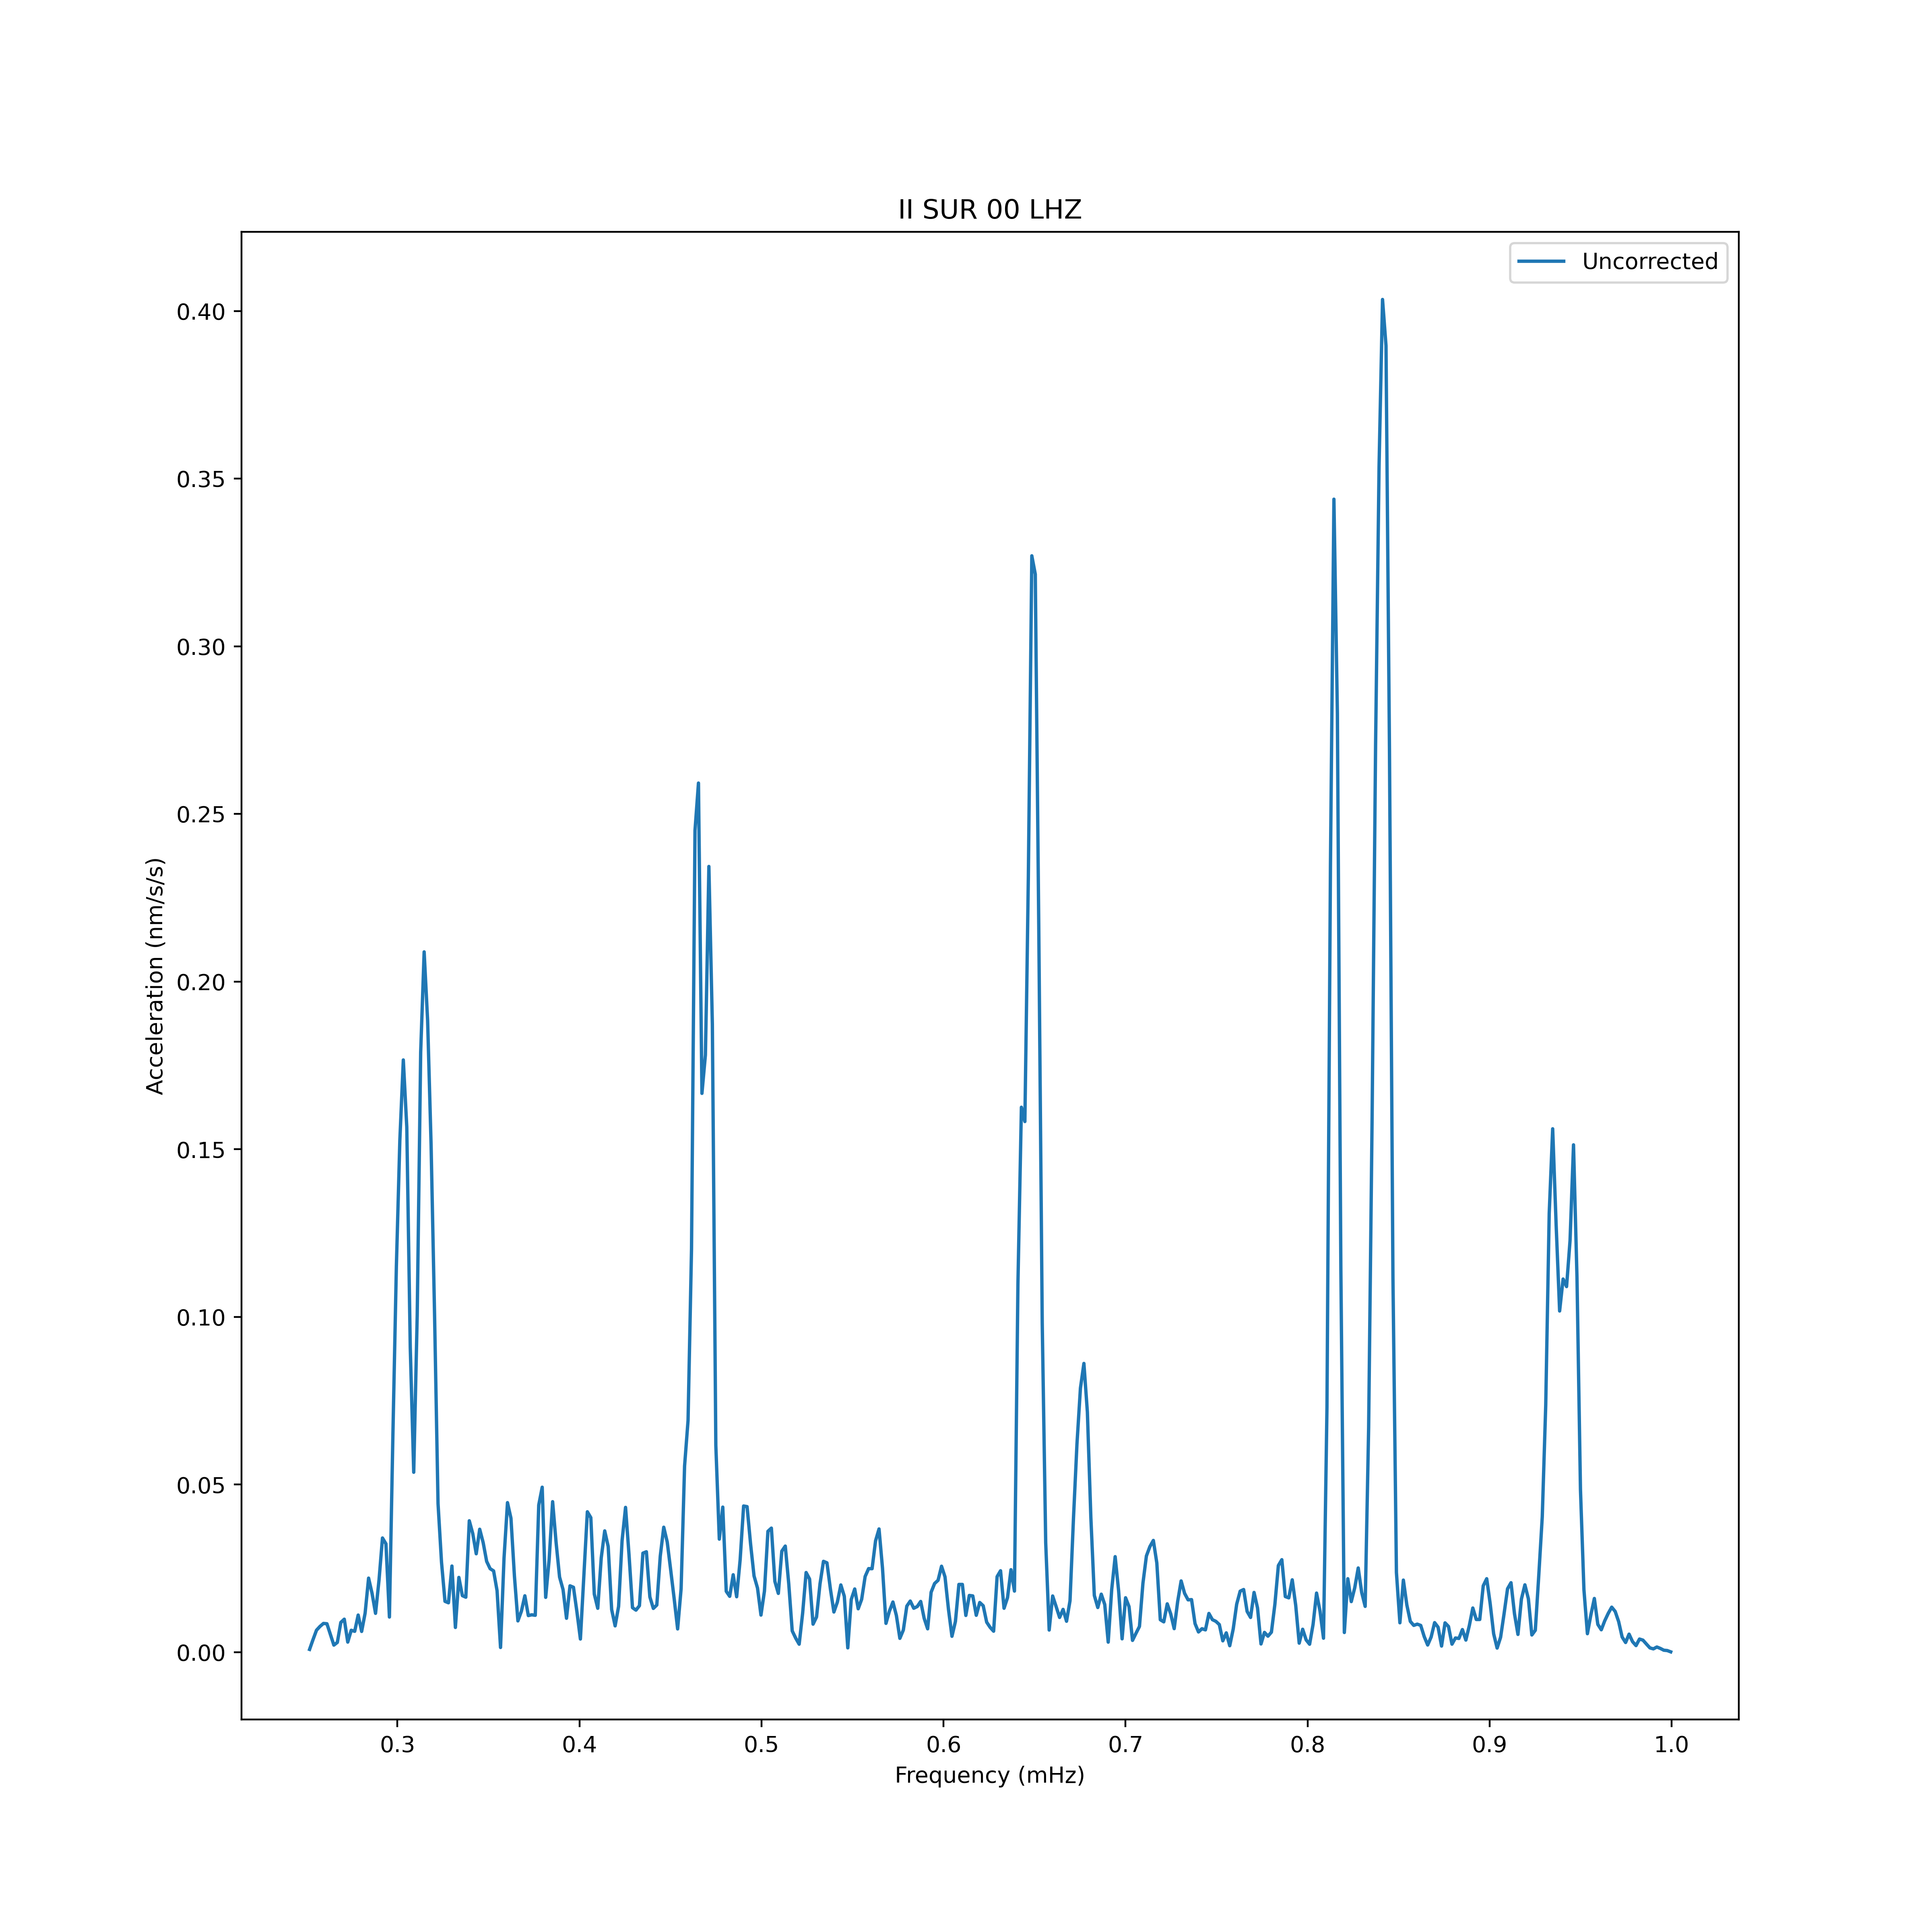 II SUR 00 LHZ
Uncorrected
0.40
0.35
0.30
0.25
0.20
0.15
0.10
0.05
0.00
Acceleration (nm/s/s)
0.3 0.4 0.5 0.6 0.7 0.8 0.9 1.0
Frequency (mHz)